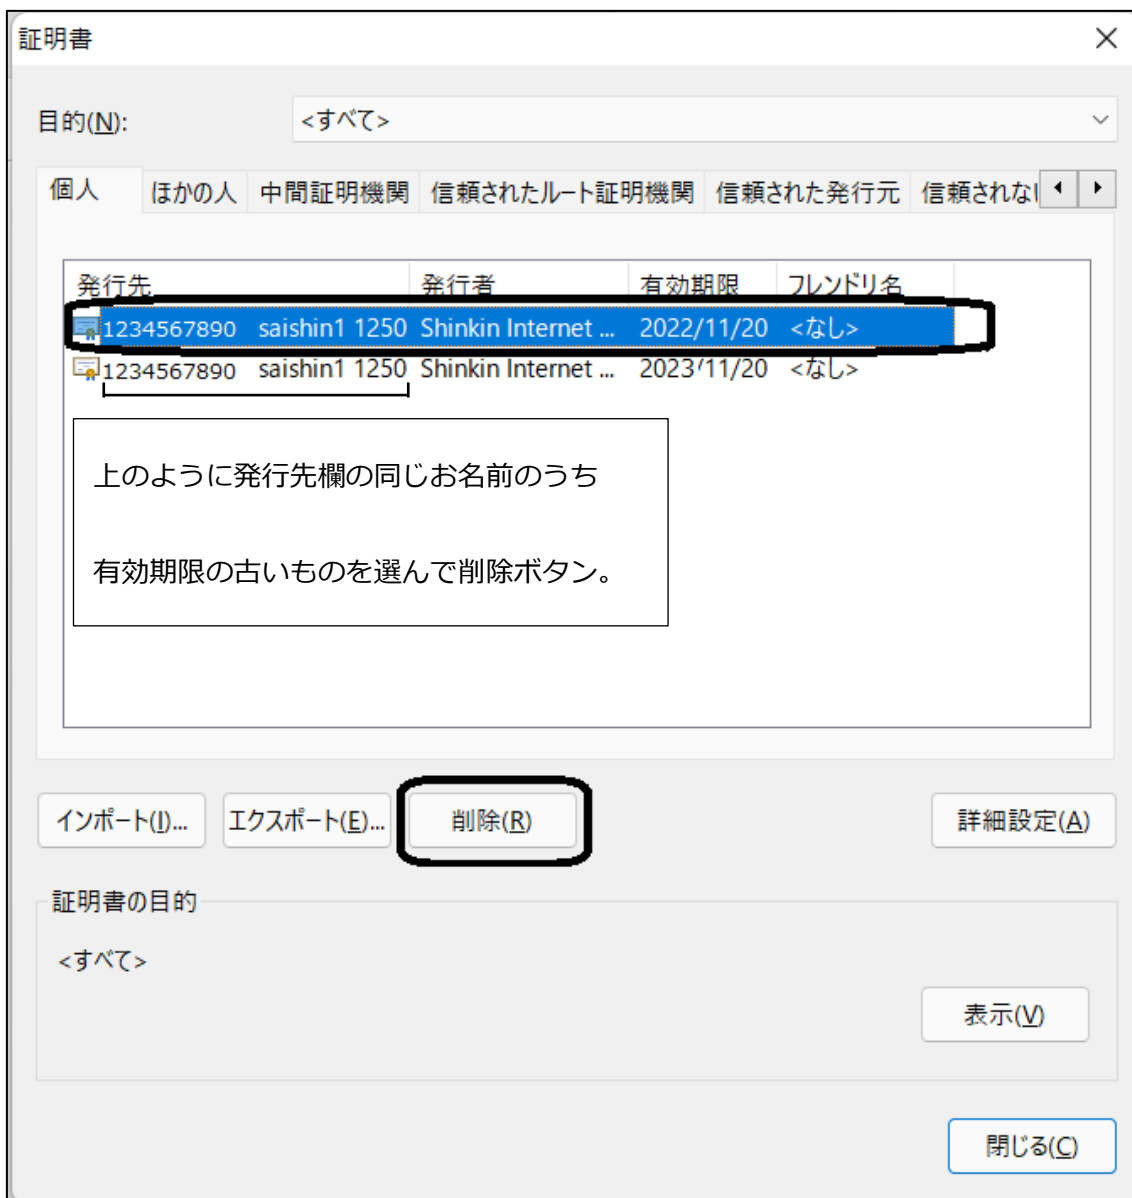 証明書
目的(N):
<すべて>
個人 ほかの人 中間証明機関 信頼されたルート証明機関 信頼された発行元 信頼されない
発行先 発行者 有効期限 フレンドリ名
1234567890 saishin1 1250 Shinkin Internet ... 2022/11/20 <なし>
1234567890 saishin1 1250 Shinkin Internet ... 2023/11/20 <なし>
上のように発行先欄の同じお名前のうち
有効期限の古いものを選んで削除ボタン。
インポート(I)... エクスポート(E)... 削除(R) 詳細設定(A)
証明書の目的
<すべて>
表示(V)
閉じる(C)